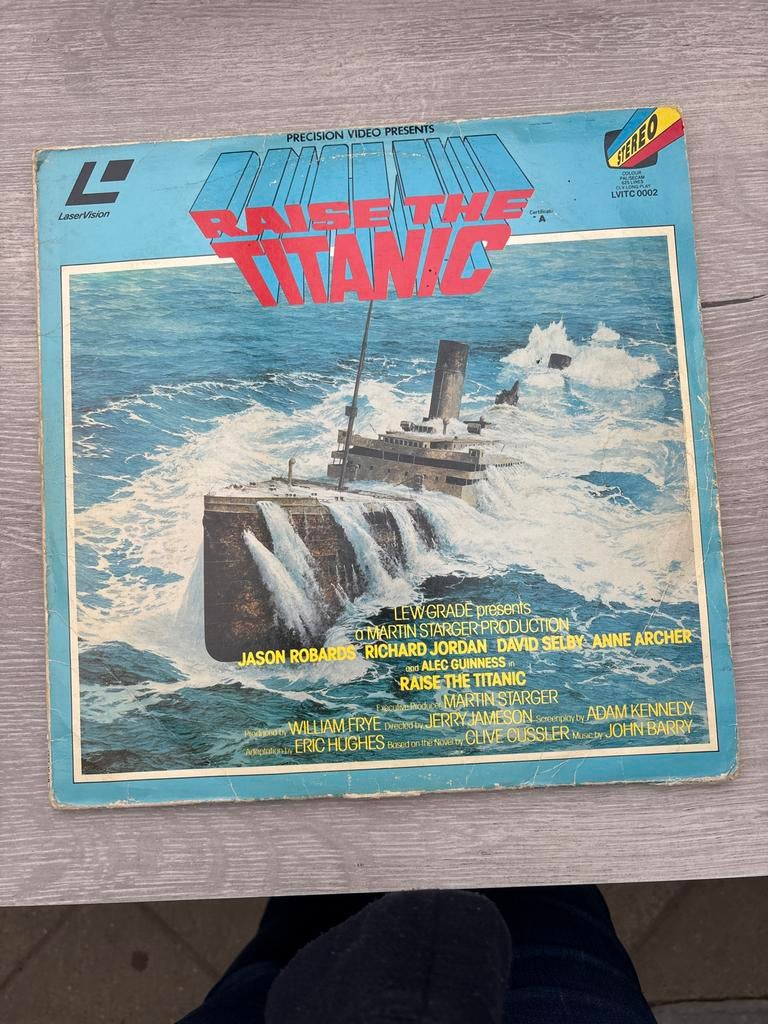 PRECISION VIDEO PRESENTS
LaserVision
STEREO
COLOUR
PAL/SECAM
625 LINES
CLV LONG PLAY
LVITC 0002
RAISE THE
TITANIC
Certificate
A
LEW GRADE presents
a MARTIN STARGER PRODUCTION
JASON ROBARDS RICHARD JORDAN DAVID SELBY ANNE ARCHER
and ALEC GUINNESS in
RAISE THE TITANIC
Executive Producer MARTIN STARGER
Produced by WILLIAM FRYE Directed by JERRY JAMESON Screenplay by ADAM KENNEDY
Adaptation by ERIC HUGHES Based on the Novel by CLIVE CUSSLER Music by JOHN BARRY